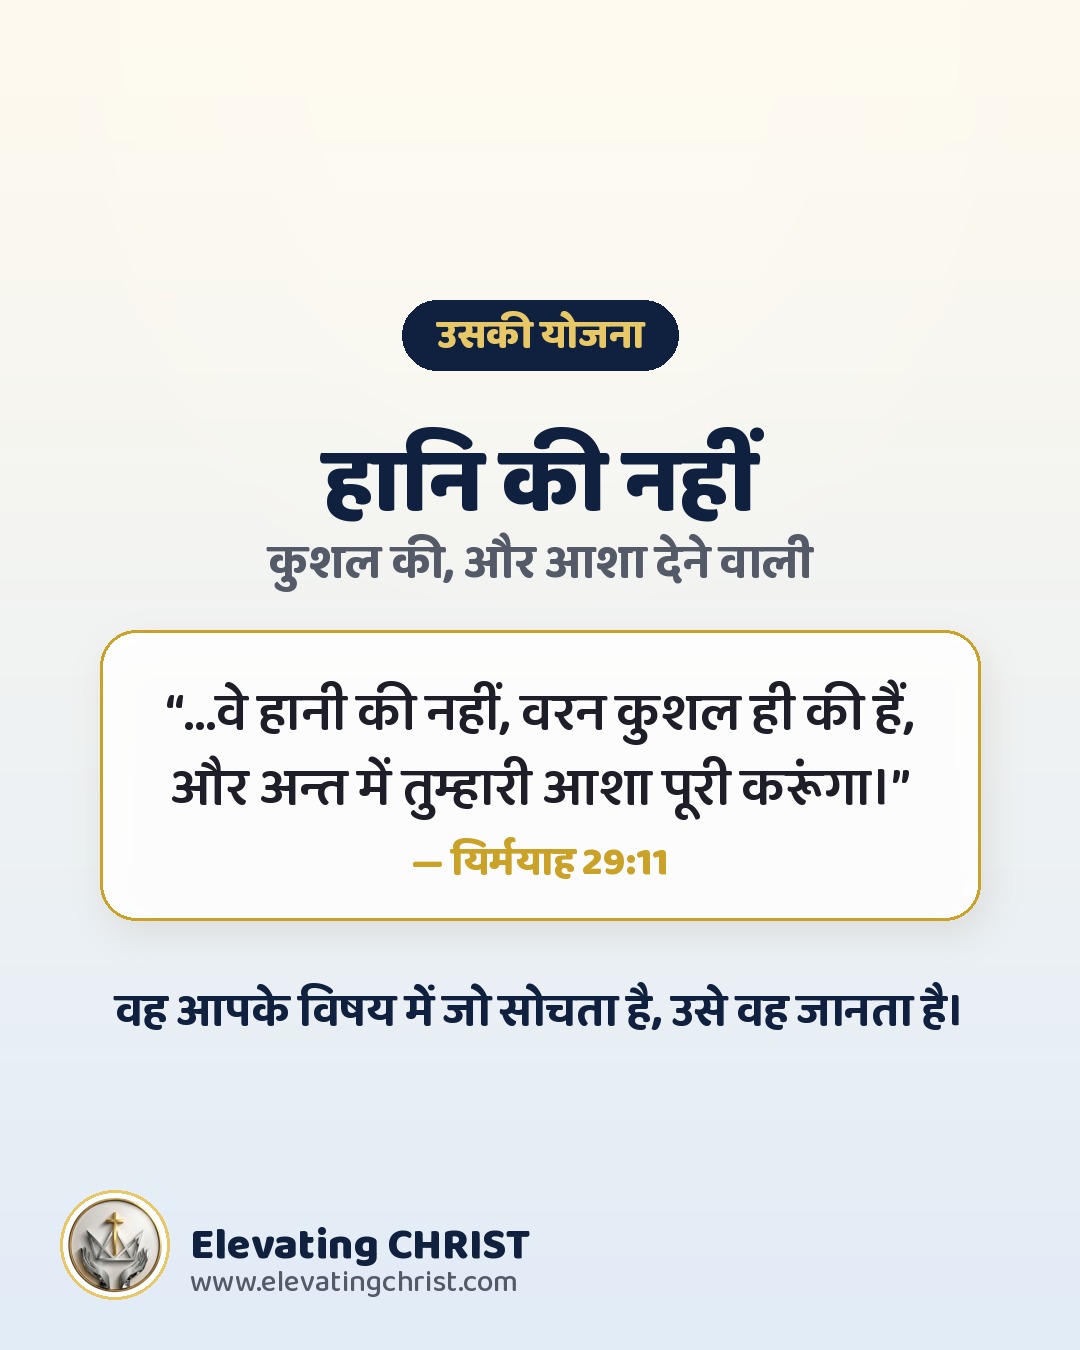 उसकी योजना
हानि की नहीं
कुशल की, और आशा देने वाली
“...वे हानी की नहीं, वरन कुशल ही की हैं,
और अन्त में तुम्हारी आशा पूरी करूंगा।”
— यिर्मयाह 29:11
वह आपके विषय में जो सोचता है, उसे वह जानता है।
Elevating CHRIST
www.elevatingchrist.com